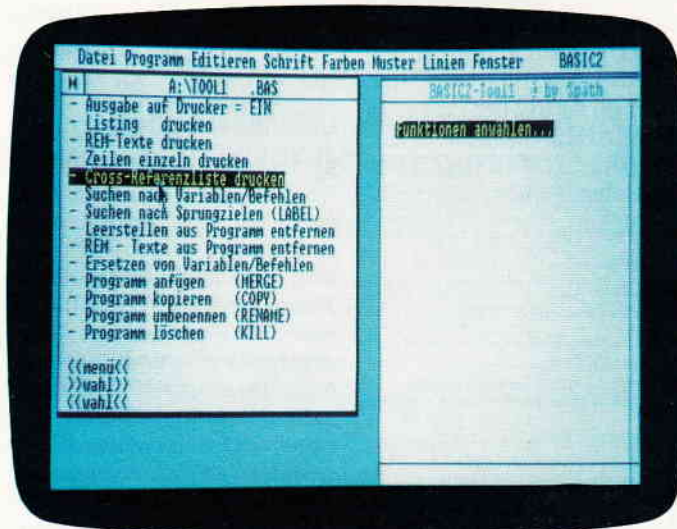 Datei Programm Editieren Schrift Farben Muster Linien Fenster BASIC2
A:\TOOL1 .BAS
- Ausgabe auf Drucker = EIN
- Listing drucken
- REM-Texte drucken
- Zeilen einzeln drucken
- Cross-Referenzliste drucken
- Suchen nach Variablen/Befehlen
- Suchen nach Sprungzielen (LABEL)
- Leerstellen aus Programm entfernen
- REM - Texte aus Programm entfernen
- Ersetzen von Variablen/Befehlen
- Programm anfügen (MERGE)
- Programm kopieren (COPY)
- Programm umbenennen (RENAME)
- Programm löschen (KILL)
<<menü<<
>>wahl>>
<<wahl<<
BASIC2-Tool1 by Späth
Funktionen anwählen...